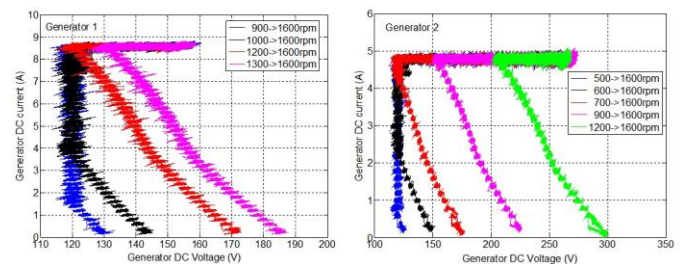 Generator 1
900->1600rpm
1000->1600rpm
1200->1600rpm
1300->1600rpm
Generator DC current (A)
10
9
8
7
6
5
4
3
2
1
0
110 120 130 140 150 160 170 180 190 200
Generator DC Voltage (V)
Generator 2
500->1600rpm
600->1600rpm
700->1600rpm
900->1600rpm
1200->1600rpm
Generator DC current (A)
6
5
4
3
2
1
0
100 150 200 250 300 350
Generator DC Voltage (V)